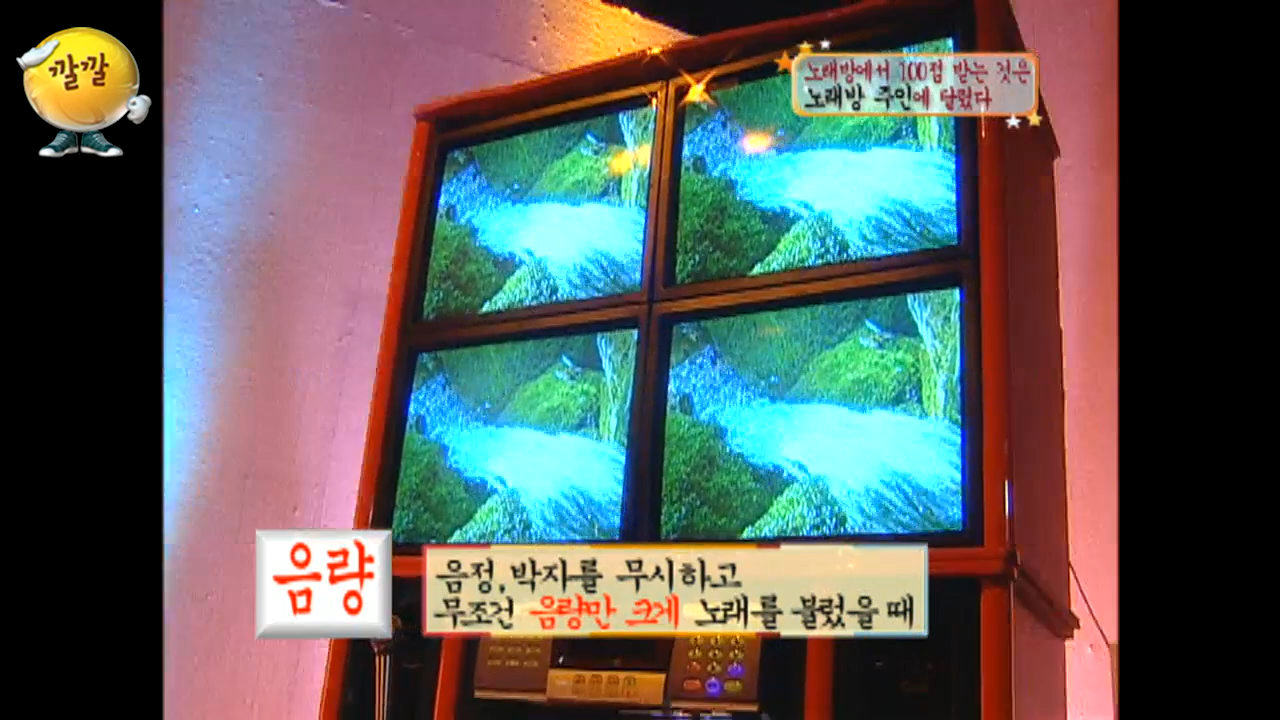 깔깔
노래방에서 100점 받는 것은
노래방 주인에 달렸다
음량
음정, 박자를 무시하고
무조건 음량만 크게 노래를 불렀을 때